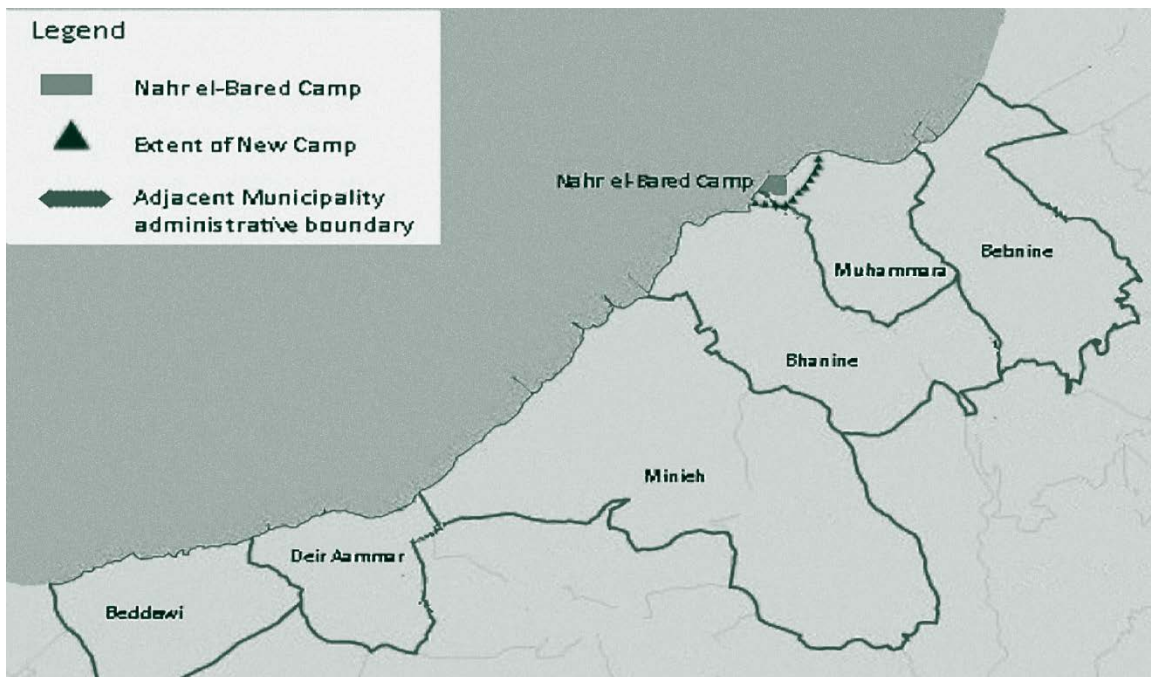 Legend
Nahr el-Bared Camp
Extent of New Camp
Adjacent Municipality
administrative boundary
Nahr el-Bared Camp
Bebnine
Muhammara
Bhanine
Minieh
Deir Aammar
Beddawi